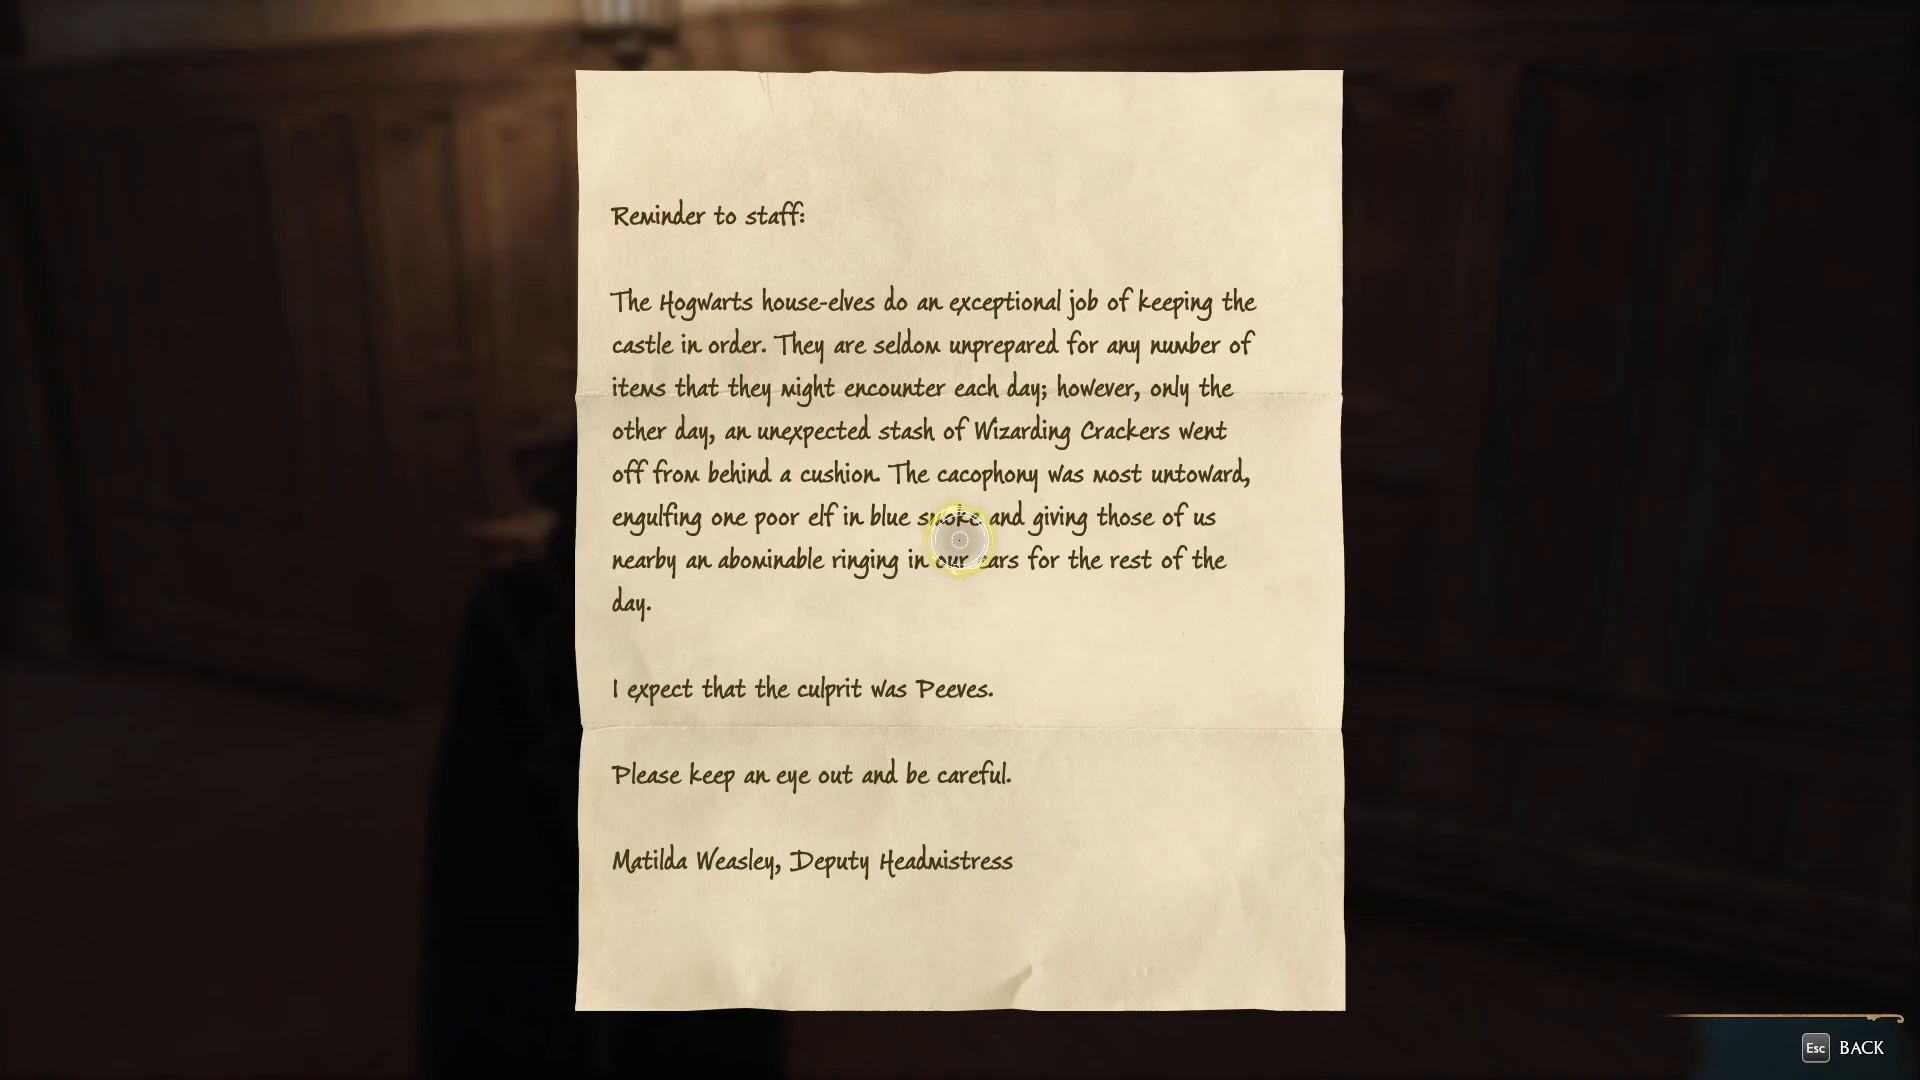 Reminder to staff:
The Hogwarts house-elves do an exceptional job of keeping the
castle in order. They are seldom unprepared for any number of
items that they might encounter each day; however, only the
other day, an unexpected stash of Wizarding Crackers went
off from behind a cushion. The cacophony was most untoward,
engulfing one poor elf in blue smoke and giving those of us
nearby an abominable ringing in our ears for the rest of the
day.
I expect that the culprit was Peeves.
Please keep an eye out and be careful.
Matilda Weasley, Deputy Headmistress
Esc BACK